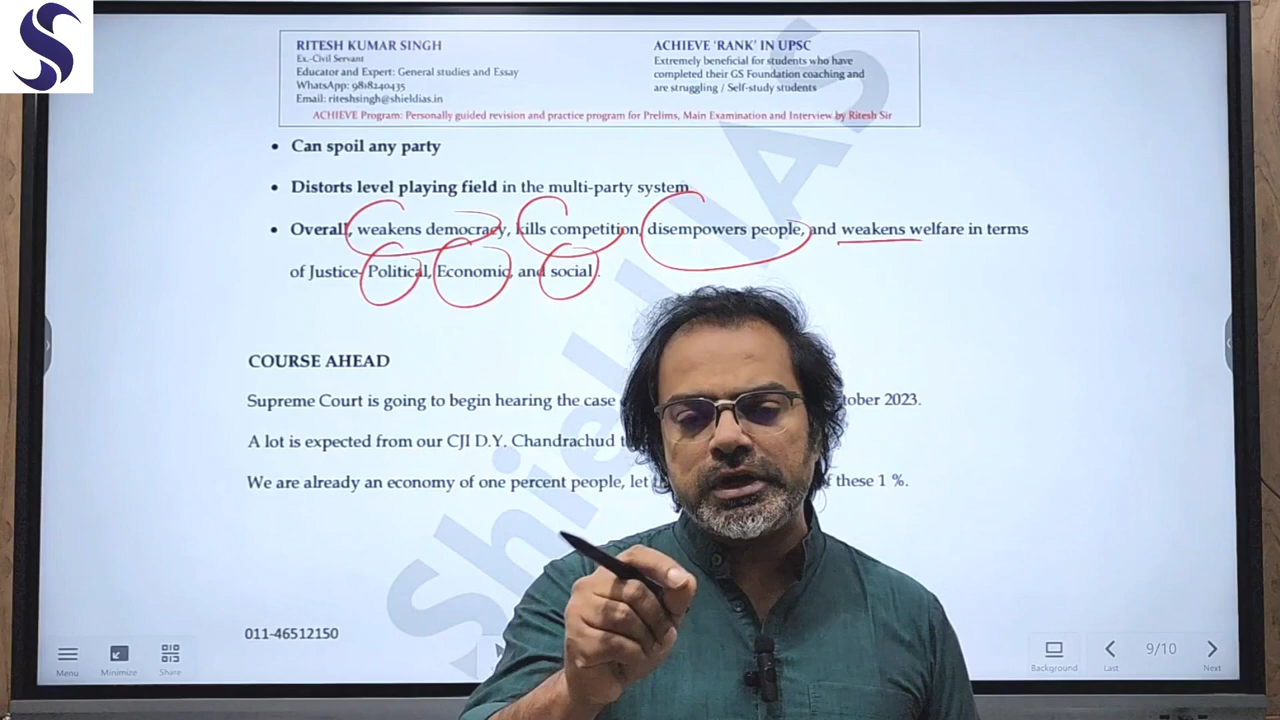 RITESH KUMAR SINGH
Ex.-Civil Servant
Educator and Expert: General studies and Essay
WhatsApp: 9818240435
Email: riteshsingh@shieldias.in
ACHIEVE 'RANK' IN UPSC
Extremely beneficial for students who have
completed their GS Foundation coaching and
are struggling / Self-study students
ACHIEVE Program: Personally guided revision and practice program for Prelims, Main Examination and Interview by Ritesh Sir
• Can spoil any party
• Distorts level playing field in the multi-party system
• Overall, weakens democracy, kills competition, disempowers people, and weakens welfare in terms
of Justice- Political, Economic, and social.
COURSE AHEAD
Supreme Court is going to begin hearing the case tober 2023.
A lot is expected from our CJI D.Y. Chandrachud
We are already an economy of one percent people, let these 1 %.
011-46512150
Shield IAS
Menu
Minimize
Share
Background
Last
9/10
Next